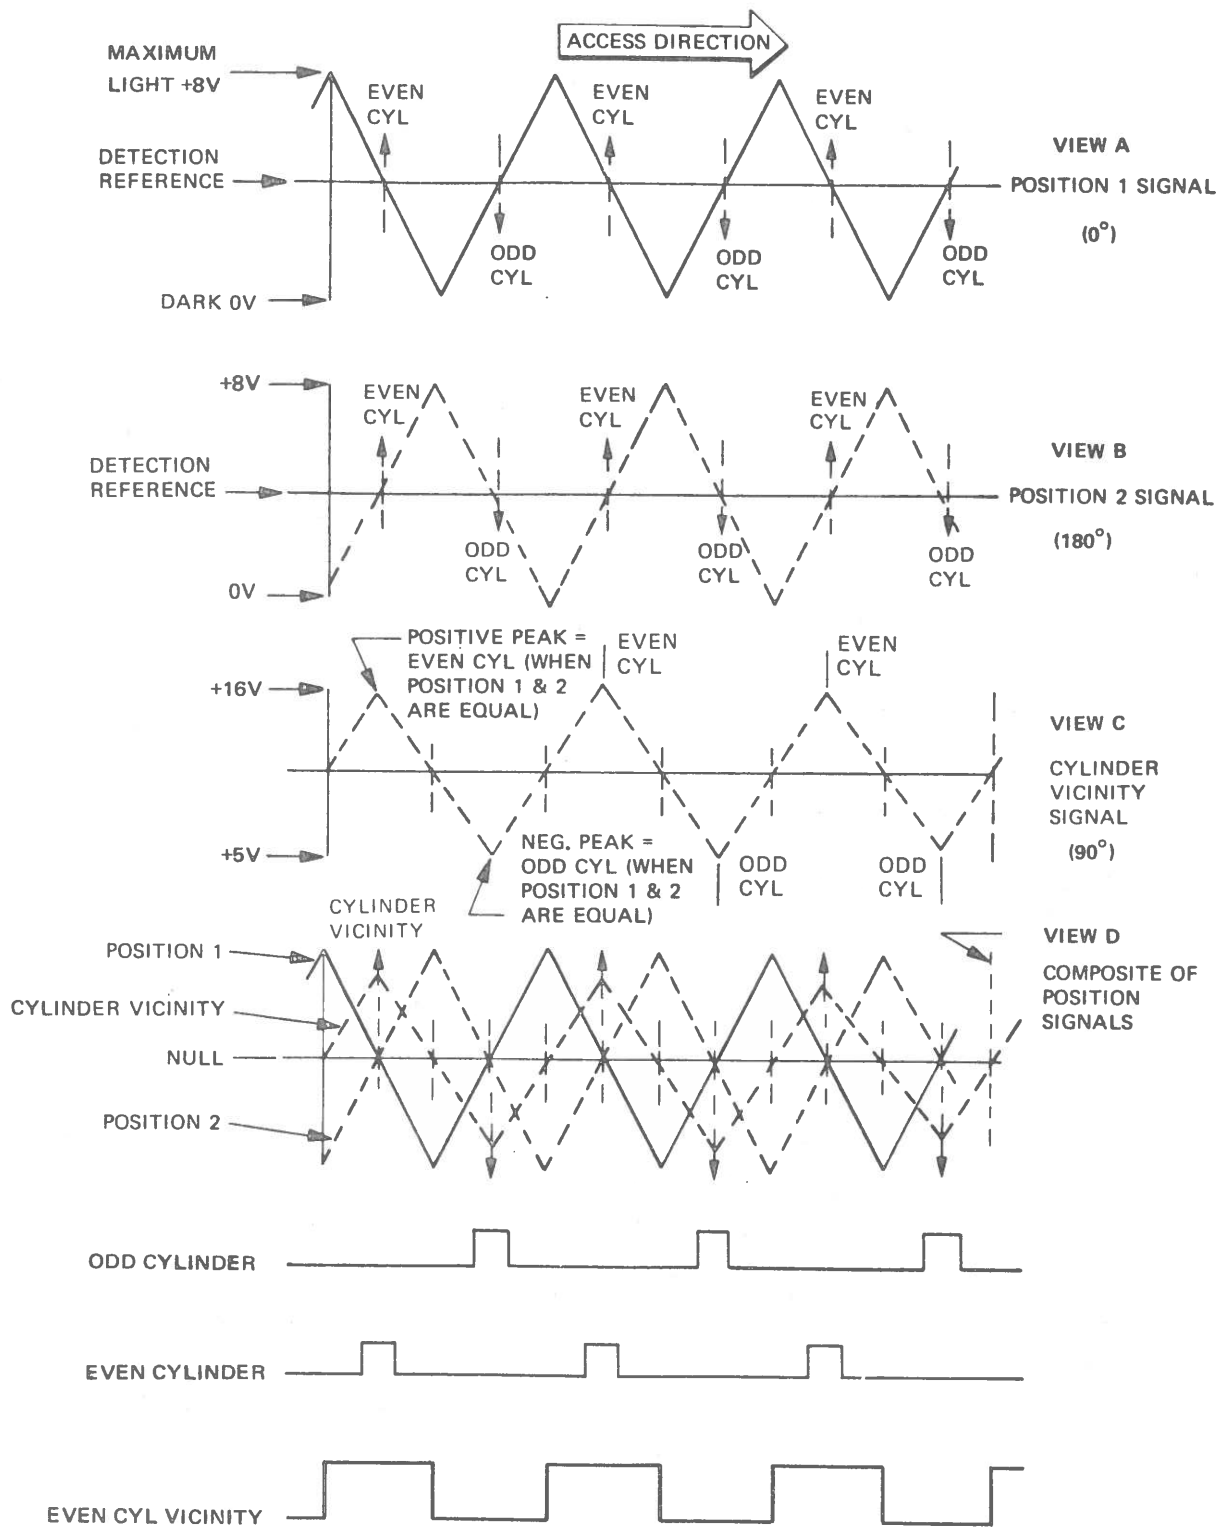 ACCESS DIRECTION
MAXIMUM
LIGHT +8V
EVEN
CYL
EVEN
CYL
EVEN
CYL
DETECTION
REFERENCE
VIEW A
POSITION 1 SIGNAL
(0°)
ODD
CYL
ODD
CYL
ODD
CYL
DARK 0V
+8V
EVEN
CYL
EVEN
CYL
EVEN
CYL
DETECTION
REFERENCE
VIEW B
POSITION 2 SIGNAL
(180°)
ODD
CYL
ODD
CYL
ODD
CYL
0V
POSITIVE PEAK =
EVEN CYL (WHEN
POSITION 1 & 2
ARE EQUAL)
EVEN
CYL
EVEN
CYL
+16V
VIEW C
CYLINDER
VICINITY
SIGNAL
(90°)
+5V
NEG. PEAK =
ODD CYL (WHEN
POSITION 1 & 2
ARE EQUAL)
ODD
CYL
ODD
CYL
CYLINDER
VICINITY
POSITION 1
VIEW D
COMPOSITE OF
POSITION
SIGNALS
CYLINDER VICINITY
NULL
POSITION 2
ODD CYLINDER
EVEN CYLINDER
EVEN CYL VICINITY